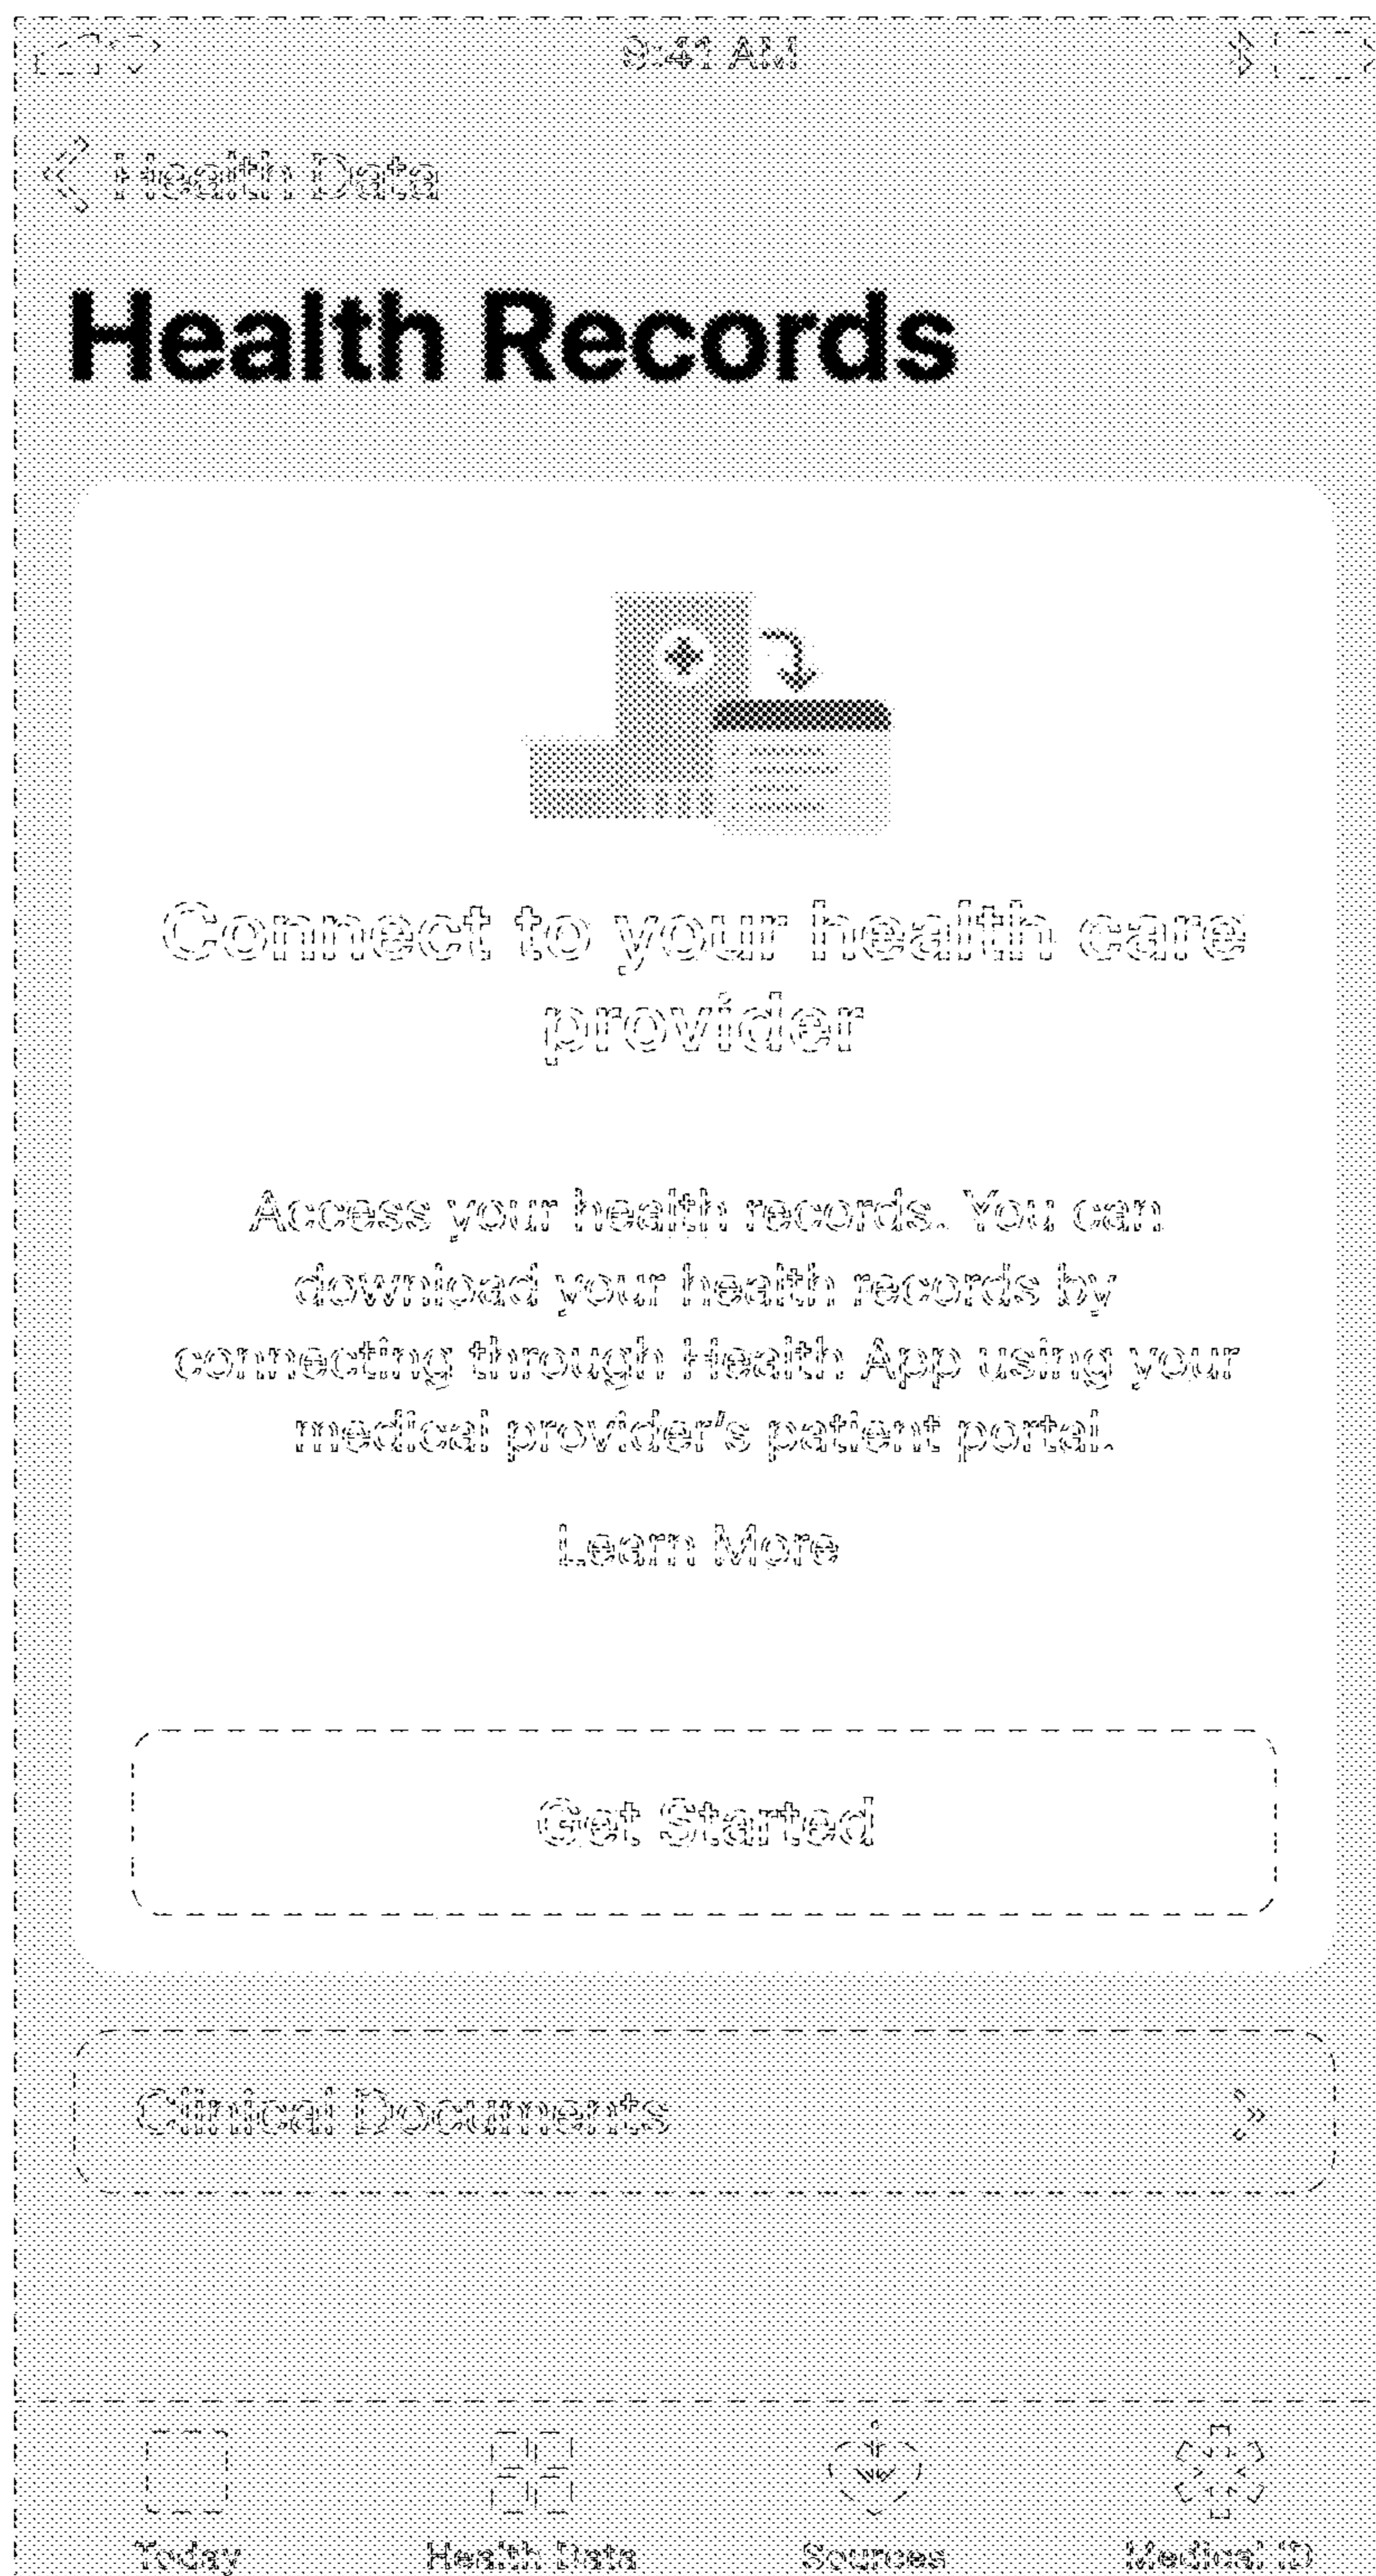 9:41 AM
Health Data
Health Records
Connect to your health care
provider
Access your health records. You can
download your health records by
connecting through Health App using your
medical provider's patient portal.
Learn More
Get Started
Clinical Documents
Today
Health Data
Sources
Medical ID